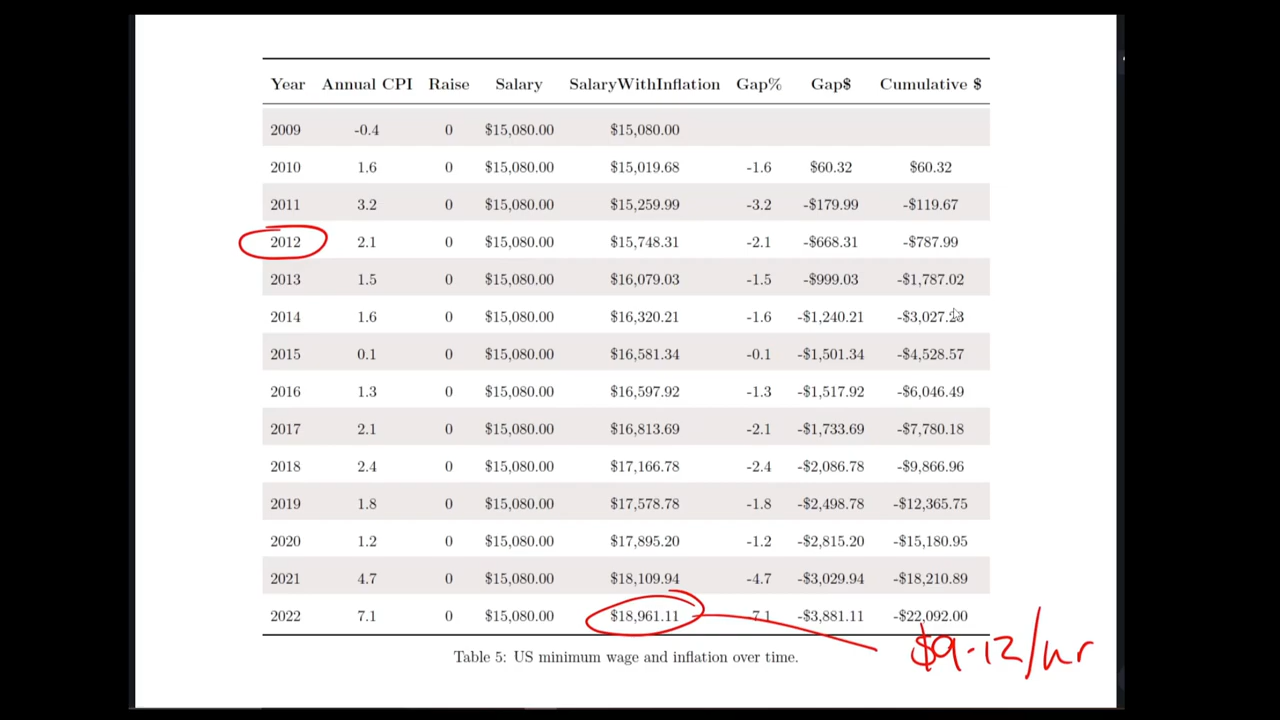 Year Annual CPI Raise Salary SalaryWithInflation Gap% Gap$ Cumulative $
2009 -0.4 0 $15,080.00 $15,080.00
2010 1.6 0 $15,080.00 $15,019.68 -1.6 $60.32 $60.32
2011 3.2 0 $15,080.00 $15,259.99 -3.2 -$179.99 -$119.67
2012 2.1 0 $15,080.00 $15,748.31 -2.1 -$668.31 -$787.99
2013 1.5 0 $15,080.00 $16,079.03 -1.5 -$999.03 -$1,787.02
2014 1.6 0 $15,080.00 $16,320.21 -1.6 -$1,240.21 -$3,027.23
2015 0.1 0 $15,080.00 $16,581.34 -0.1 -$1,501.34 -$4,528.57
2016 1.3 0 $15,080.00 $16,597.92 -1.3 -$1,517.92 -$6,046.49
2017 2.1 0 $15,080.00 $16,813.69 -2.1 -$1,733.69 -$7,780.18
2018 2.4 0 $15,080.00 $17,166.78 -2.4 -$2,086.78 -$9,866.96
2019 1.8 0 $15,080.00 $17,578.78 -1.8 -$2,498.78 -$12,365.75
2020 1.2 0 $15,080.00 $17,895.20 -1.2 -$2,815.20 -$15,180.95
2021 4.7 0 $15,080.00 $18,109.94 -4.7 -$3,029.94 -$18,210.89
2022 7.1 0 $15,080.00 $18,961.11 -7.1 -$3,881.11 -$22,092.00
$9.12/hr
Table 5: US minimum wage and inflation over time.